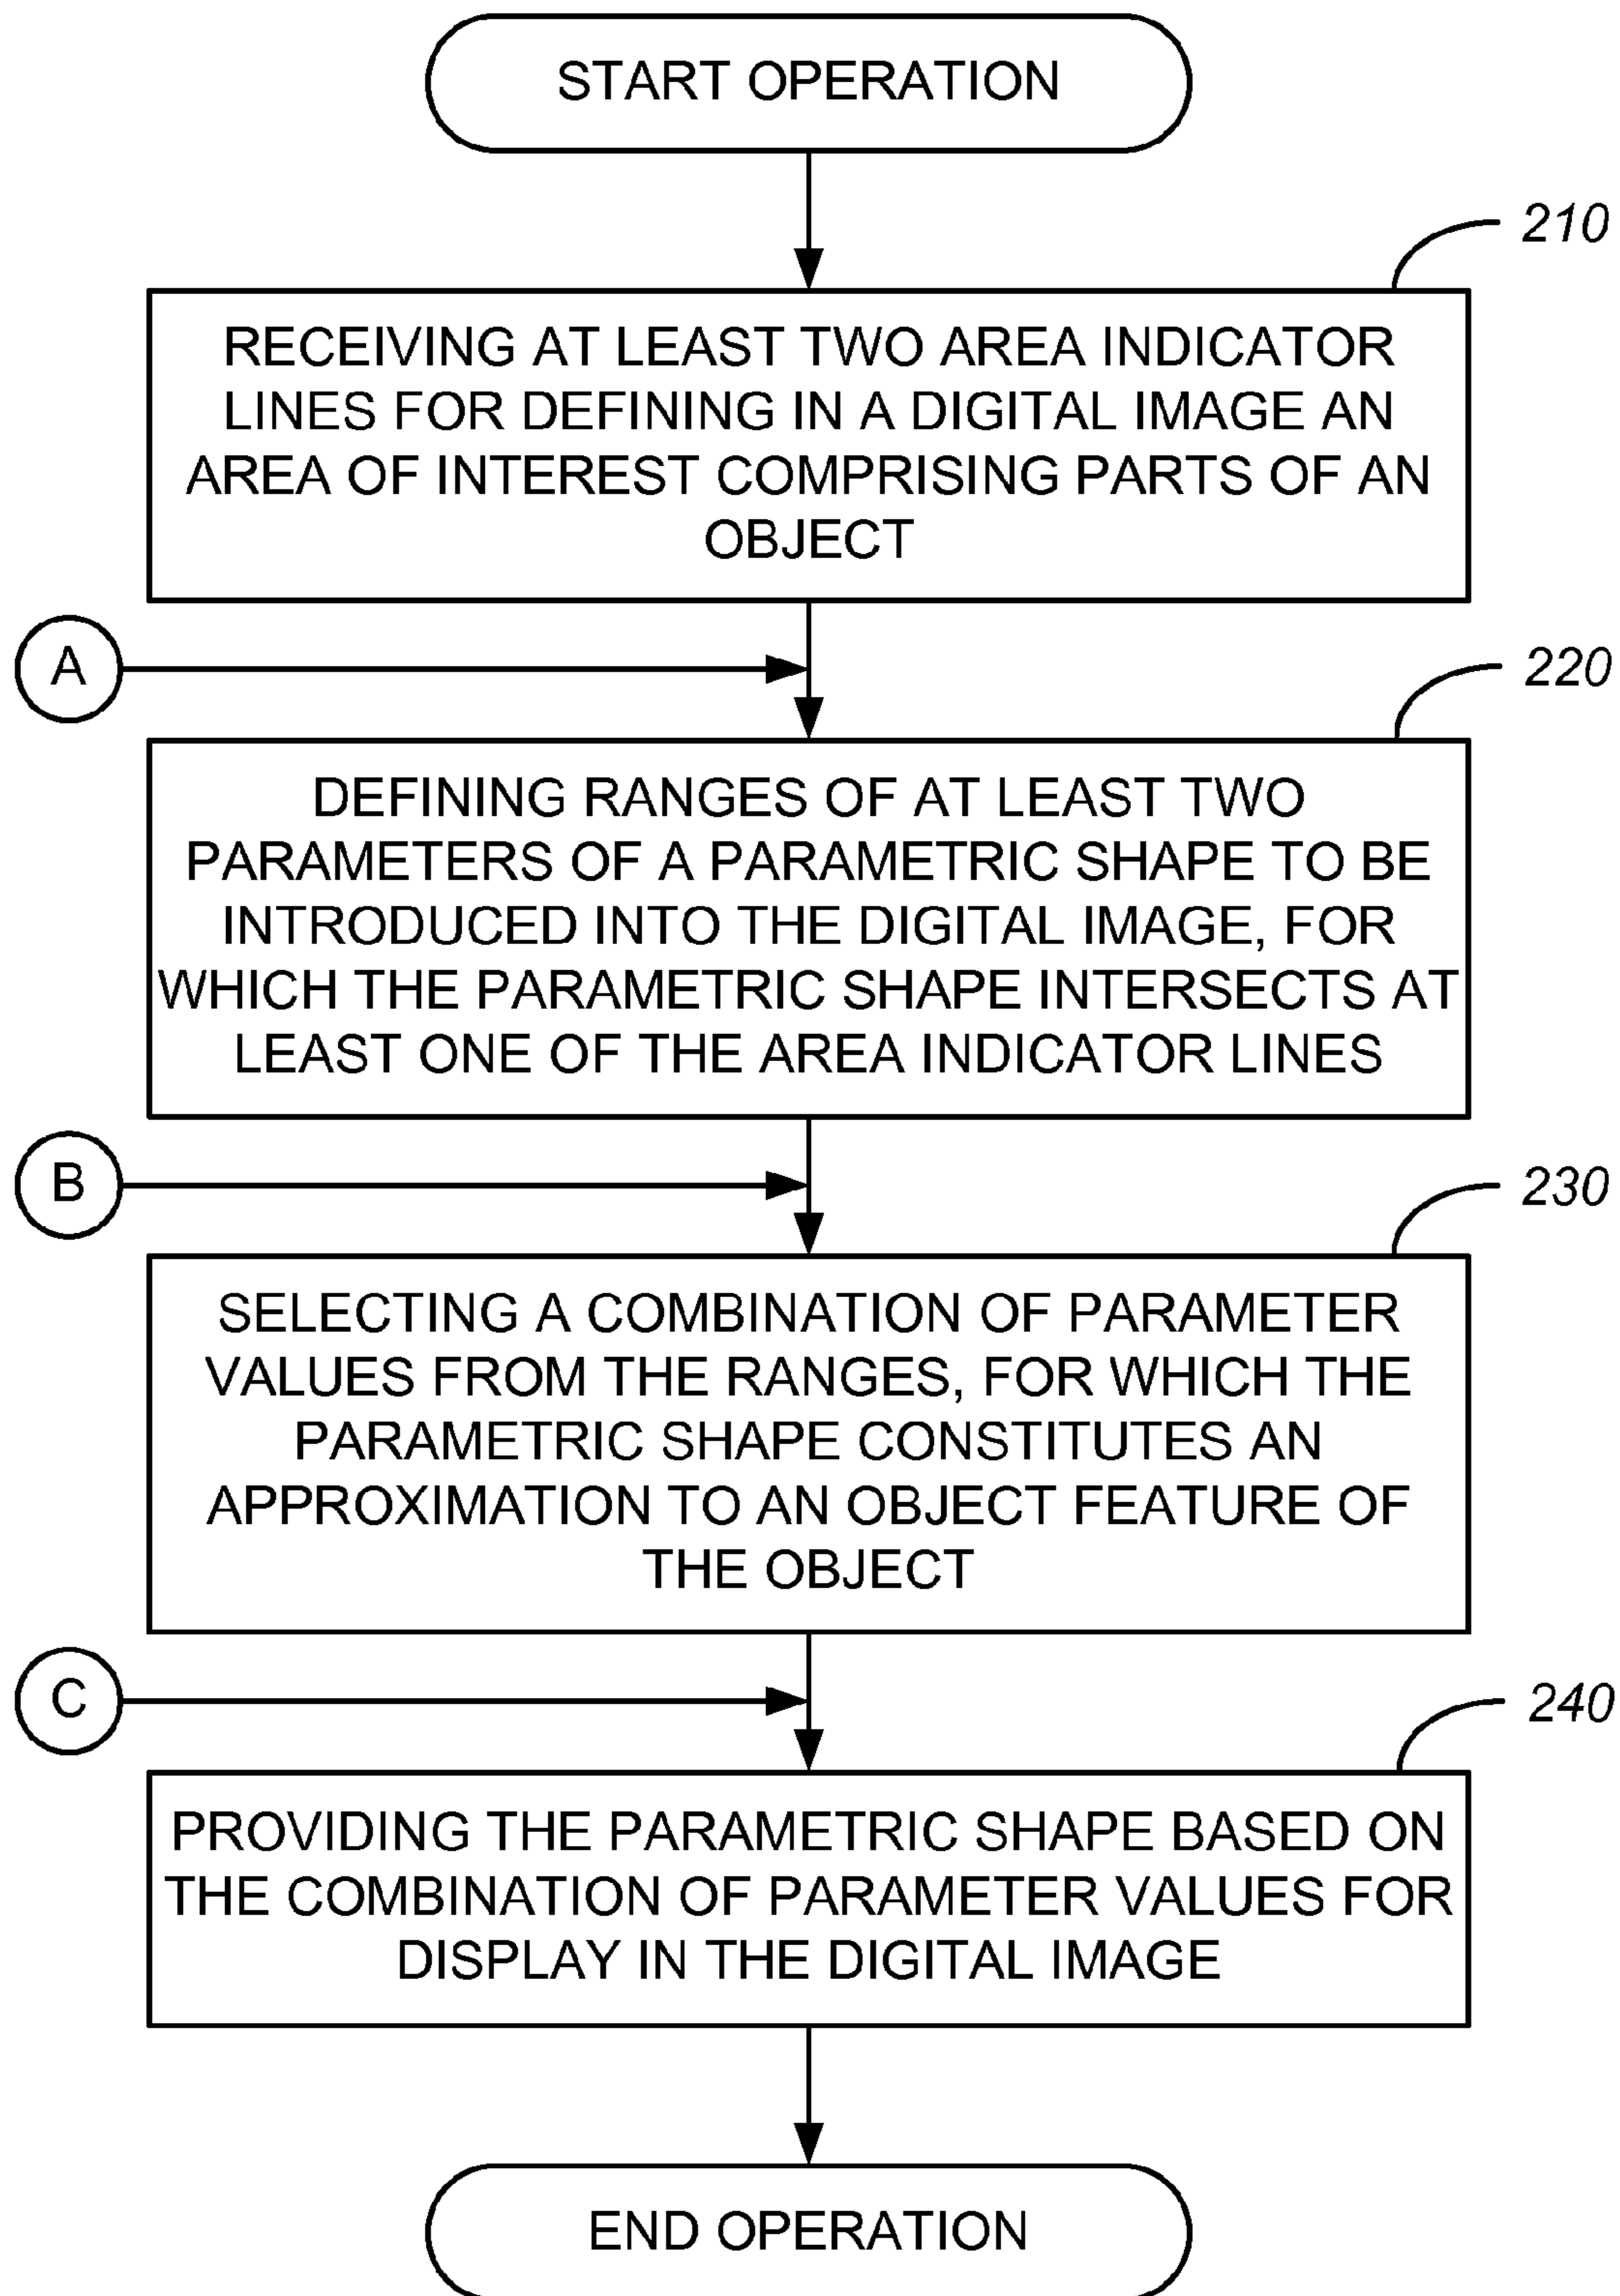 START OPERATION
210
RECEIVING AT LEAST TWO AREA INDICATOR
LINES FOR DEFINING IN A DIGITAL IMAGE AN
AREA OF INTEREST COMPRISING PARTS OF AN
OBJECT
A
220
DEFINING RANGES OF AT LEAST TWO
PARAMETERS OF A PARAMETRIC SHAPE TO BE
INTRODUCED INTO THE DIGITAL IMAGE, FOR
WHICH THE PARAMETRIC SHAPE INTERSECTS AT
LEAST ONE OF THE AREA INDICATOR LINES
B
230
SELECTING A COMBINATION OF PARAMETER
VALUES FROM THE RANGES, FOR WHICH THE
PARAMETRIC SHAPE CONSTITUTES AN
APPROXIMATION TO AN OBJECT FEATURE OF
THE OBJECT
C
240
PROVIDING THE PARAMETRIC SHAPE BASED ON
THE COMBINATION OF PARAMETER VALUES FOR
DISPLAY IN THE DIGITAL IMAGE
END OPERATION